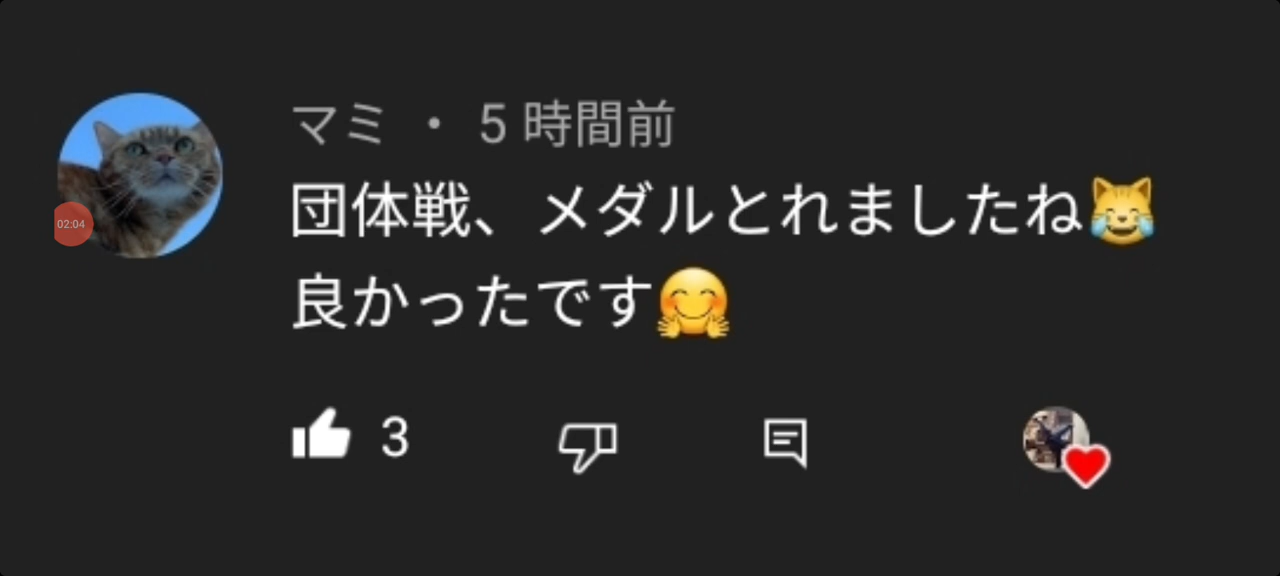 マミ ・ 5 時間前
団体戦、メダルとれましたね😹
良かったです🤗
3
02:04